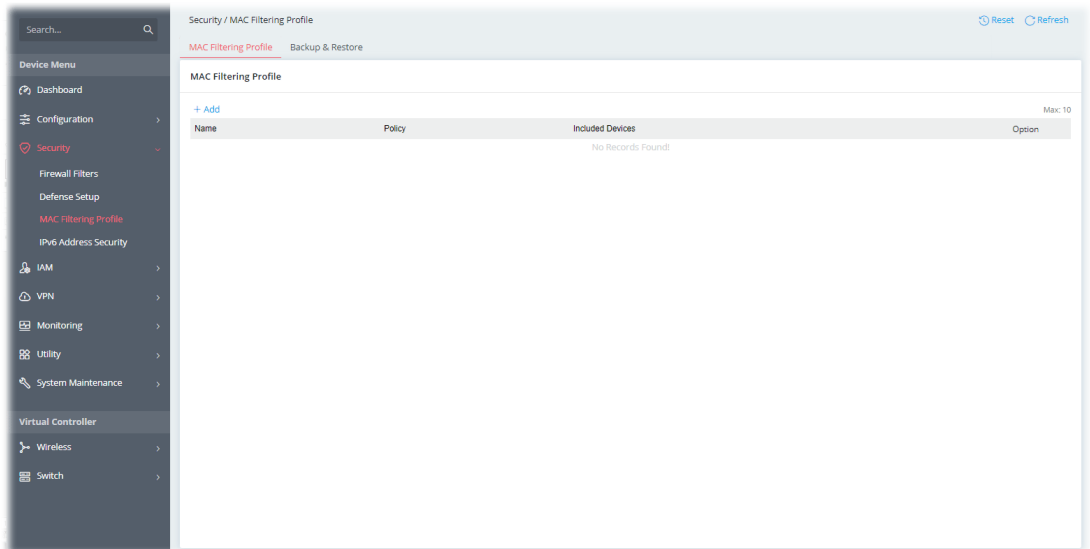 Search...
Device Menu
Dashboard
Configuration
Security
Firewall Filters
Defense Setup
MAC Filtering Profile
IPv6 Address Security
IAM
VPN
Monitoring
Utility
System Maintenance
Virtual Controller
Wireless
Switch
Security / MAC Filtering Profile
Reset Refresh
MAC Filtering Profile Backup & Restore
MAC Filtering Profile
+ Add Max: 10
Name Policy Included Devices Option
No Records Found!